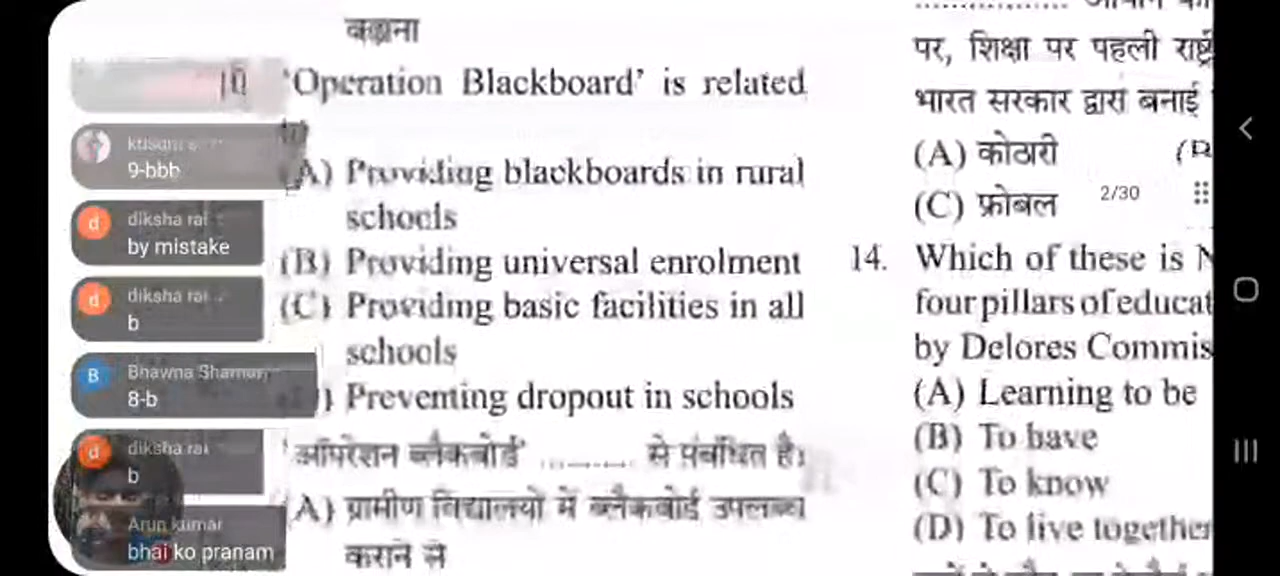 कहाना
10 'Operation Blackboard' is related
to
(A) Providing blackboards in rural
schools
(B) Providing universal enrolment
(C) Providing basic facilities in all
schools
) Preventing dropout in schools
'ऑपरेशन ब्लैकबोर्ड' ............ से संबंधित है।
(A) ग्रामीण विद्यालयों में ब्लैकबोर्ड उपलब्ध
कराने से
9-bbb
diksha rai
by mistake
diksha rai
b
Bhawna
8-b
diksha rai
b
Arun kumar
bhai ko pranam
पर, शिक्षा पर पहली राष्ट्र
भारत सरकार द्वारा बनाई
(A) कोठारी
(C) फ्रोबल
2/30
14. Which of these is N
four pillars of educat
by Delores Commis
(A) Learning to be
(B) To have
(C) To know
(D) To live together